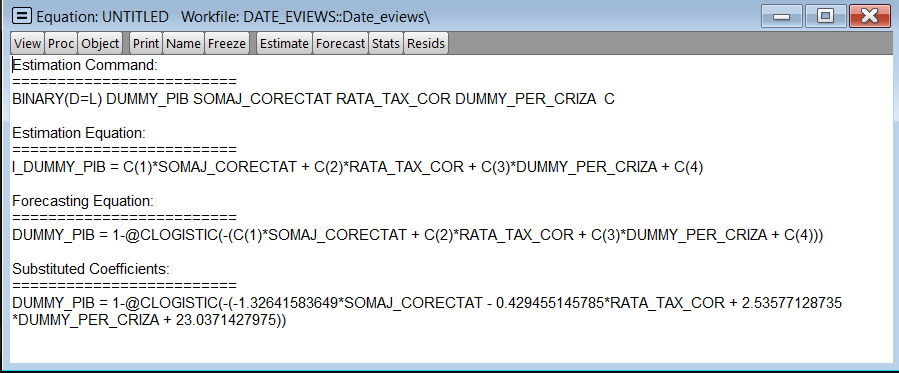 Equation: UNTITLED   Workfile: DATE_EVIEWS::Date_eviews\
View Proc Object Print Name Freeze Estimate Forecast Stats Resids
Estimation Command:
=========================
BINARY(D=L) DUMMY_PIB SOMAJ_CORECTAT RATA_TAX_COR DUMMY_PER_CRIZA  C
Estimation Equation:
=========================
I_DUMMY_PIB = C(1)*SOMAJ_CORECTAT + C(2)*RATA_TAX_COR + C(3)*DUMMY_PER_CRIZA + C(4)
Forecasting Equation:
=========================
DUMMY_PIB = 1-@CLOGISTIC(-(C(1)*SOMAJ_CORECTAT + C(2)*RATA_TAX_COR + C(3)*DUMMY_PER_CRIZA + C(4)))
Substituted Coefficients:
=========================
DUMMY_PIB = 1-@CLOGISTIC(-(-1.32641583649*SOMAJ_CORECTAT - 0.429455145785*RATA_TAX_COR + 2.53577128735
*DUMMY_PER_CRIZA + 23.0371427975))